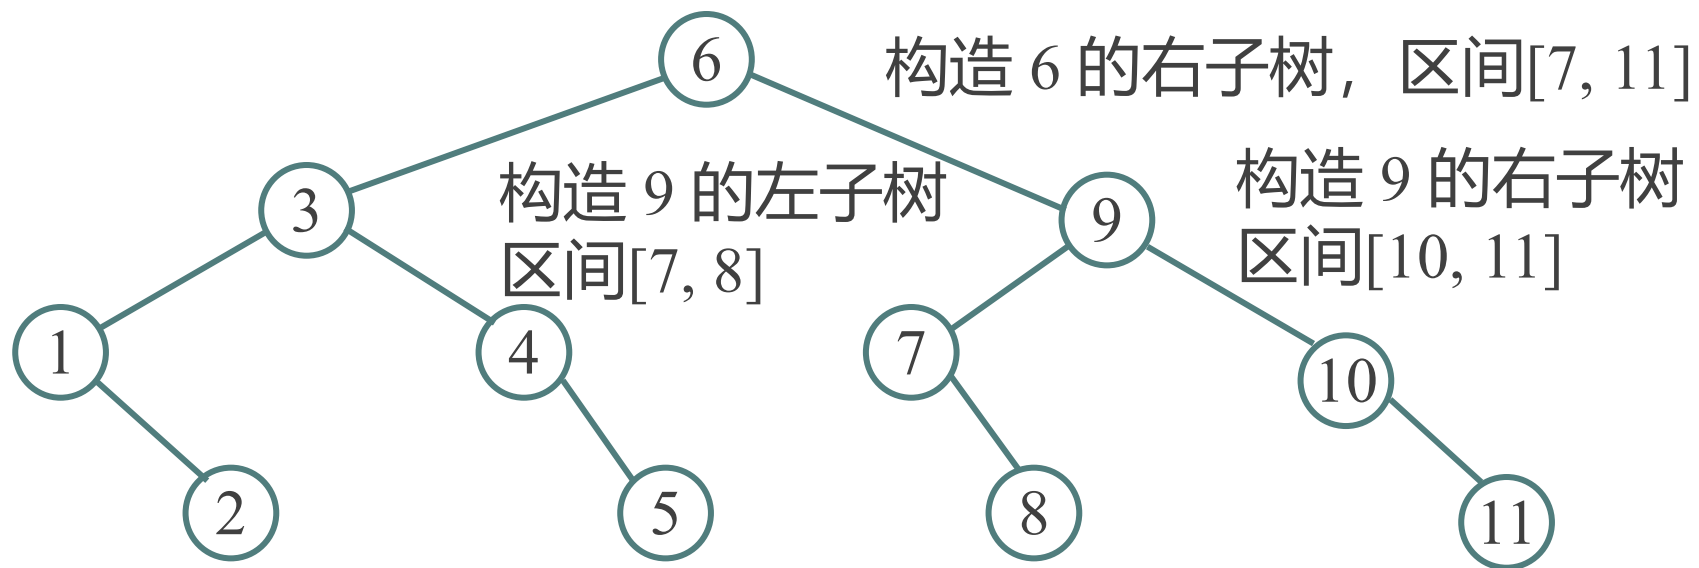 6
构造 6 的右子树，区间[7, 11]
3
构造 9 的左子树
区间[7, 8]
9
构造 9 的右子树
区间[10, 11]
1
4
7
10
2
5
8
11